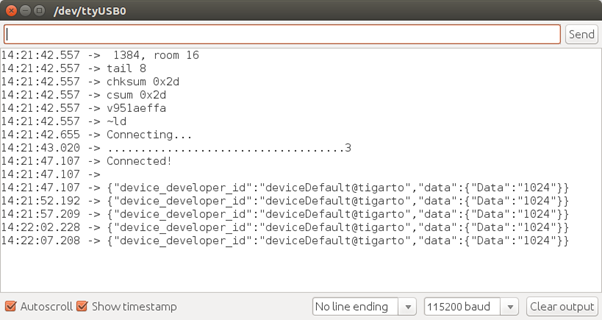 /dev/ttyUSB0
Send
14:21:42.557 ->  1384, room 16
14:21:42.557 -> tail 8
14:21:42.557 -> chksum 0x2d
14:21:42.557 -> csum 0x2d
14:21:42.557 -> v951aeffa
14:21:42.557 -> ~ld
14:21:42.655 -> Connecting...
14:21:43.020 -> ..................................3
14:21:47.107 -> Connected!
14:21:47.107 ->
14:21:47.107 -> {"device_developer_id":"deviceDefault@tigarto","data":{"Data":"1024"}}
14:21:52.192 -> {"device_developer_id":"deviceDefault@tigarto","data":{"Data":"1024"}}
14:21:57.209 -> {"device_developer_id":"deviceDefault@tigarto","data":{"Data":"1024"}}
14:22:02.228 -> {"device_developer_id":"deviceDefault@tigarto","data":{"Data":"1024"}}
14:22:07.208 -> {"device_developer_id":"deviceDefault@tigarto","data":{"Data":"1024"}}
Autoscroll Show timestamp No line ending 115200 baud Clear output